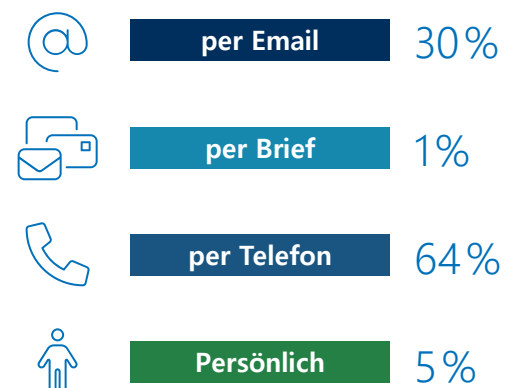 per Email 30%
per Brief 1%
per Telefon 64%
Persönlich 5%